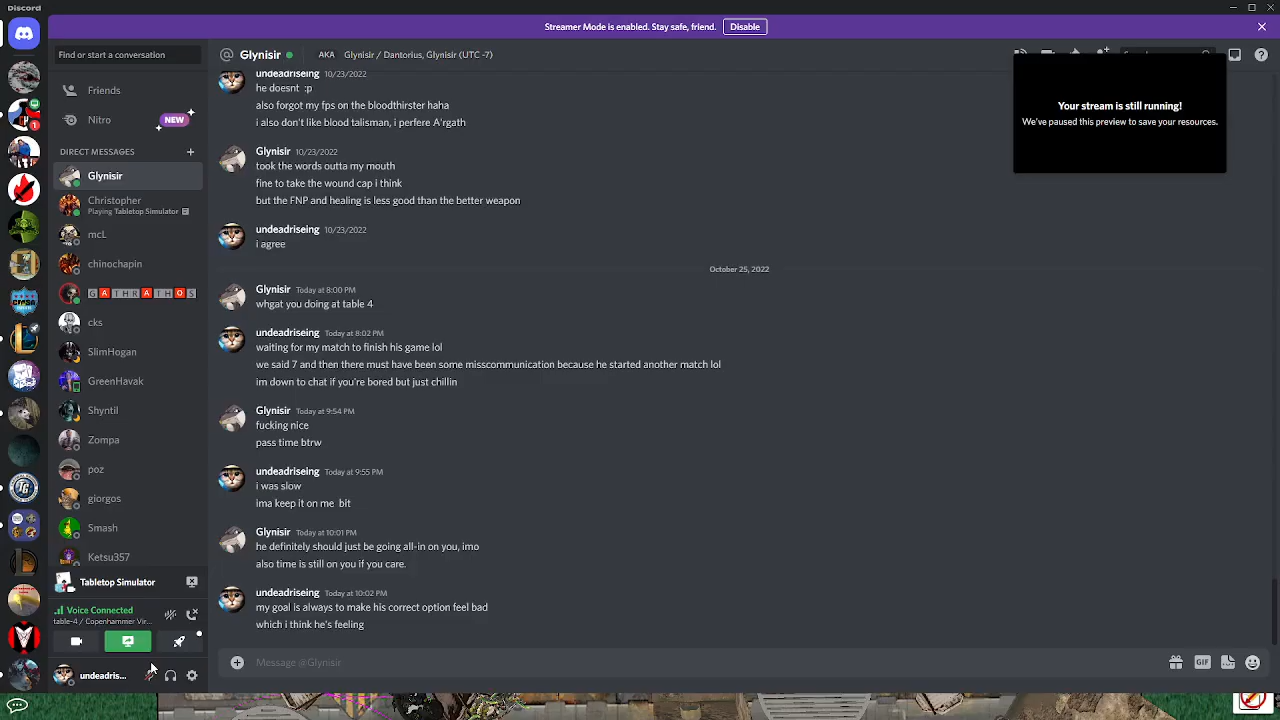 Discord
Streamer Mode is enabled. Stay safe, friend. Disable
Find or start a conversation
Glynisir
AKA Glynisir / Dantorius, Glynisir (UTC -7)
Friends
Nitro NEW
DIRECT MESSAGES
Glynisir
Christopher
Playing Tabletop Simulator
mcL
chinochapin
G A T H R A T H O S
cks
SlimHogan
GreenHavak
Shyntil
Zompa
poz
giorgos
Smash
Ketsu357
Tabletop Simulator
Voice Connected
table-4 / Copenhammer Vir...
undeadris...
1
Your stream is still running!
We've paused this preview to save your resources.
undeadriseing 10/23/2022
he doesnt :p
also forgot my fps on the bloodthirster haha
i also don't like blood talisman, i perfere A'rgath
Glynisir 10/23/2022
took the words outta my mouth
fine to take the wound cap i think
but the FNP and healing is less good than the better weapon
undeadriseing 10/23/2022
i agree
October 25, 2022
Glynisir Today at 8:00 PM
whgat you doing at table 4
undeadriseing Today at 8:02 PM
waiting for my match to finish his game lol
we said 7 and then there must have been some misscommunication because he started another match lol
im down to chat if you're bored but just chillin
Glynisir Today at 9:54 PM
fucking nice
pass time btrw
undeadriseing Today at 9:55 PM
i was slow
ima keep it on me bit
Glynisir Today at 10:01 PM
he definitely should just be going all-in on you, imo
also time is still on you if you care.
undeadriseing Today at 10:02 PM
my goal is always to make his correct option feel bad
which i think he's feeling
Message @Glynisir
GIF